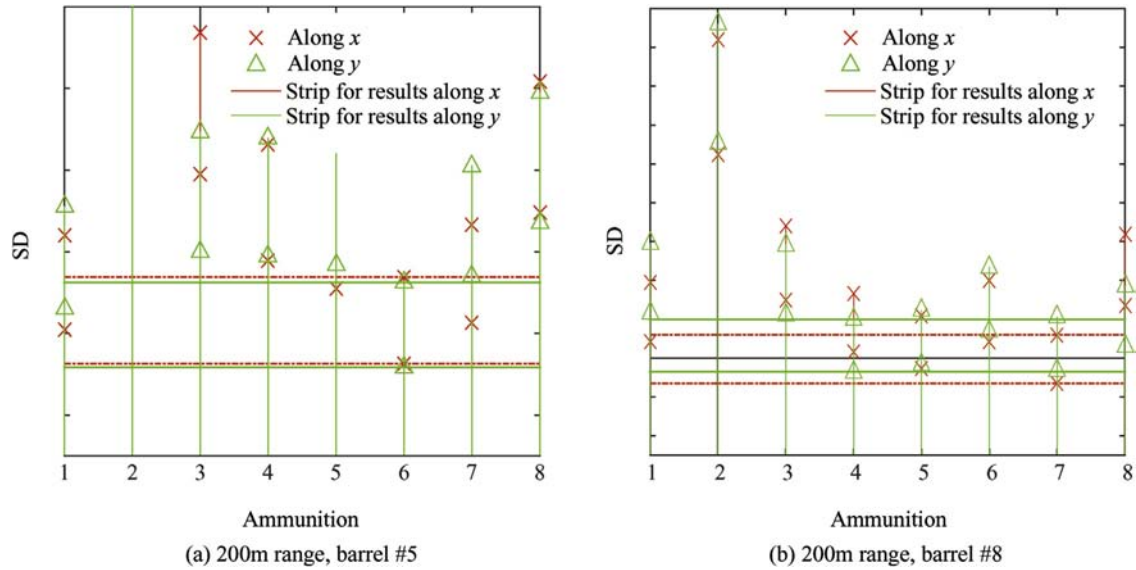 Along x
Along y
Strip for results along x
Strip for results along y
SD
1 2 3 4 5 6 7 8
Ammunition
(a) 200m range, barrel #5
Along x
Along y
Strip for results along x
Strip for results along y
SD
1 2 3 4 5 6 7 8
Ammunition
(b) 200m range, barrel #8